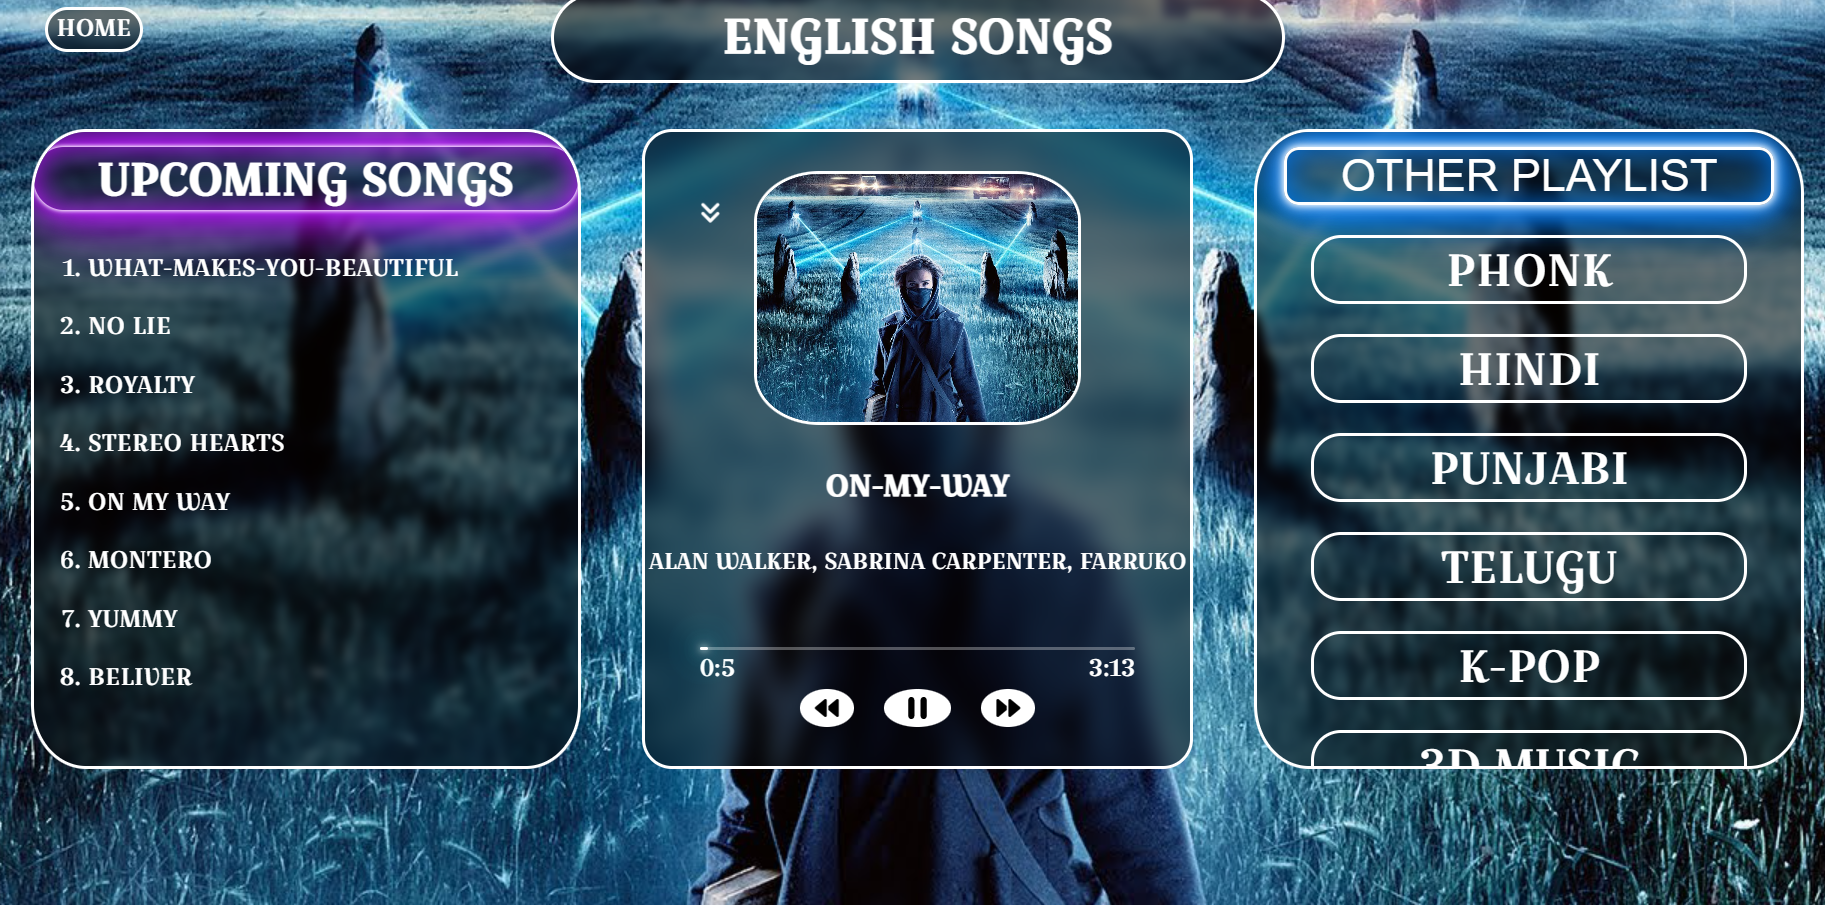 HOME
ENGLISH SONGS
UPCOMING SONGS
1. WHAT-MAKES-YOU-BEAUTIFUL
2. NO LIE
3. ROYALTY
4. STEREO HEARTS
5. ON MY WAY
6. MONTERO
7. YUMMY
8. BELIVER
ON-MY-WAY
ALAN WALKER, SABRINA CARPENTER, FARRUKO
0:5 3:13
OTHER PLAYLIST
PHONK
HINDI
PUNJABI
TELUGU
K-POP
3D MUSIC